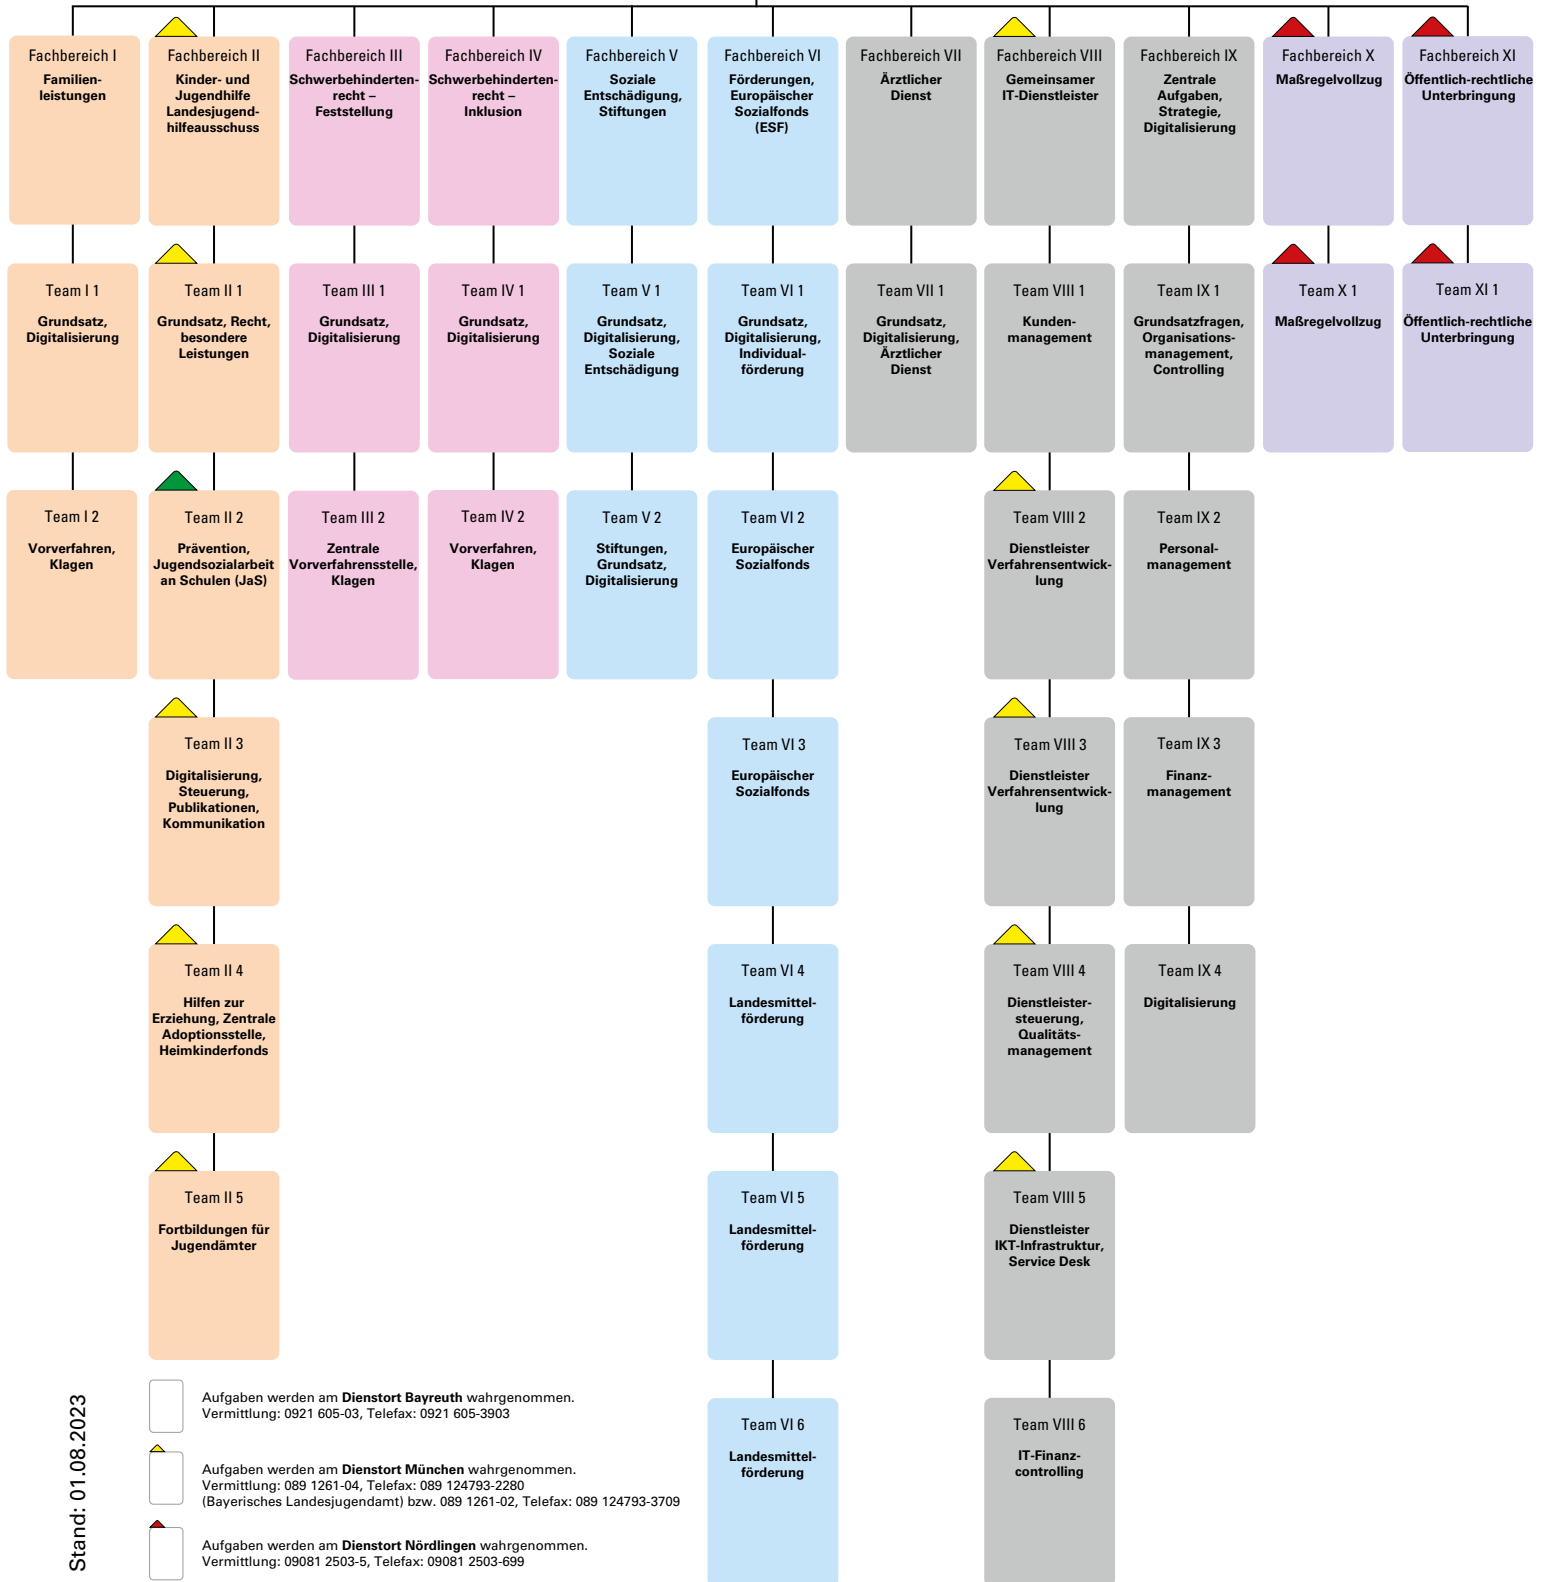 Fachbereich I
Familien-
leistungen
Fachbereich II
Kinder- und
Jugendhilfe
Landesjugend-
hilfeausschuss
Fachbereich III
Schwerbehinderten-
recht –
Feststellung
Fachbereich IV
Schwerbehinderten-
recht –
Inklusion
Fachbereich V
Soziale
Entschädigung,
Stiftungen
Fachbereich VI
Förderungen,
Europäischer
Sozialfonds
(ESF)
Fachbereich VII
Ärztlicher
Dienst
Fachbereich VIII
Gemeinsamer
IT-Dienstleister
Fachbereich IX
Zentrale
Aufgaben,
Strategie,
Digitalisierung
Fachbereich X
Maßregelvollzug
Fachbereich XI
Öffentlich-rechtliche
Unterbringung
Team I 1
Grundsatz,
Digitalisierung
Team II 1
Grundsatz, Recht,
besondere
Leistungen
Team III 1
Grundsatz,
Digitalisierung
Team IV 1
Grundsatz,
Digitalisierung
Team V 1
Grundsatz,
Digitalisierung,
Soziale
Entschädigung
Team VI 1
Grundsatz,
Digitalisierung,
Individual-
förderung
Team VII 1
Grundsatz,
Digitalisierung,
Ärztlicher
Dienst
Team VIII 1
Kunden-
management
Team IX 1
Grundsatzfragen,
Organisations-
management,
Controlling
Team X 1
Maßregelvollzug
Team XI 1
Öffentlich-rechtliche
Unterbringung
Team I 2
Vorverfahren,
Klagen
Team II 2
Prävention,
Jugendsozialarbeit
an Schulen (JaS)
Team III 2
Zentrale
Vorverfahrensstelle,
Klagen
Team IV 2
Vorverfahren,
Klagen
Team V 2
Stiftungen,
Grundsatz,
Digitalisierung
Team VI 2
Europäischer
Sozialfonds
Team VIII 2
Dienstleister
Verfahrensentwick-
lung
Team IX 2
Personal-
management
Team II 3
Digitalisierung,
Steuerung,
Publikationen,
Kommunikation
Team VI 3
Europäischer
Sozialfonds
Team VIII 3
Dienstleister
Verfahrensentwick-
lung
Team IX 3
Finanz-
management
Team II 4
Hilfen zur
Erziehung, Zentrale
Adoptionsstelle,
Heimkinderfonds
Team VI 4
Landesmittel-
förderung
Team VIII 4
Dienstleister-
steuerung,
Qualitäts-
management
Team IX 4
Digitalisierung
Team II 5
Fortbildungen für
Jugendämter
Team VI 5
Landesmittel-
förderung
Team VIII 5
Dienstleister
IKT-Infrastruktur,
Service Desk
Team VI 6
Landesmittel-
förderung
Team VIII 6
IT-Finanz-
controlling
Stand: 01.08.2023
Aufgaben werden am Dienstort Bayreuth wahrgenommen.
Vermittlung: 0921 605-03, Telefax: 0921 605-3903
Aufgaben werden am Dienstort München wahrgenommen.
Vermittlung: 089 1261-04, Telefax: 089 124793-2280
(Bayerisches Landesjugendamt) bzw. 089 1261-02, Telefax: 089 124793-3709
Aufgaben werden am Dienstort Nördlingen wahrgenommen.
Vermittlung: 09081 2503-5, Telefax: 09081 2503-699